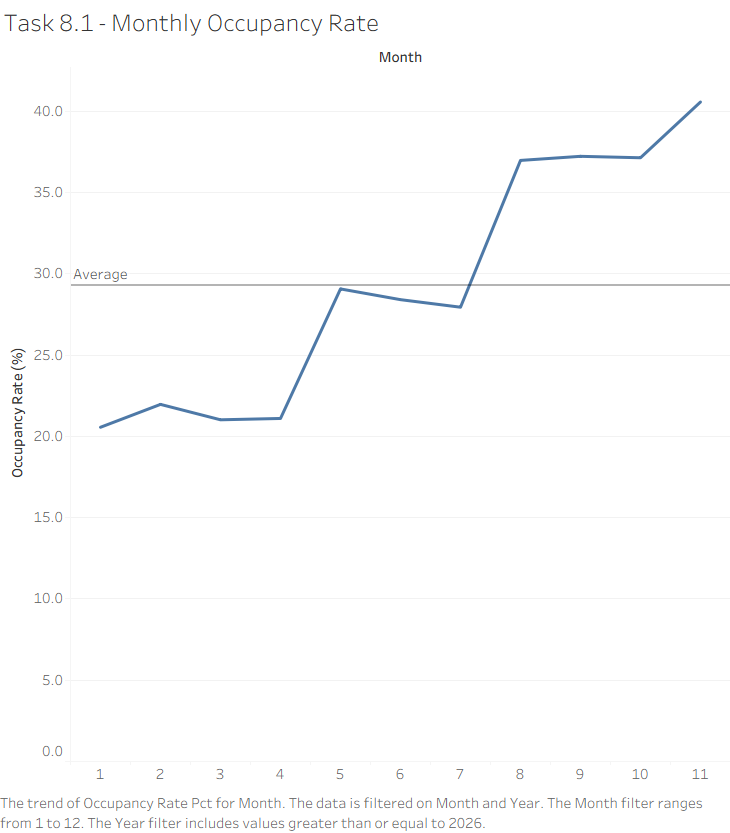 Task 8.1 - Monthly Occupancy Rate
Month
40.0
35.0
30.0
Average
25.0
20.0
15.0
10.0
5.0
0.0
Occupancy Rate (%)
1 2 3 4 5 6 7 8 9 10 11
The trend of Occupancy Rate Pct for Month. The data is filtered on Month and Year. The Month filter ranges
from 1 to 12. The Year filter includes values greater than or equal to 2026.